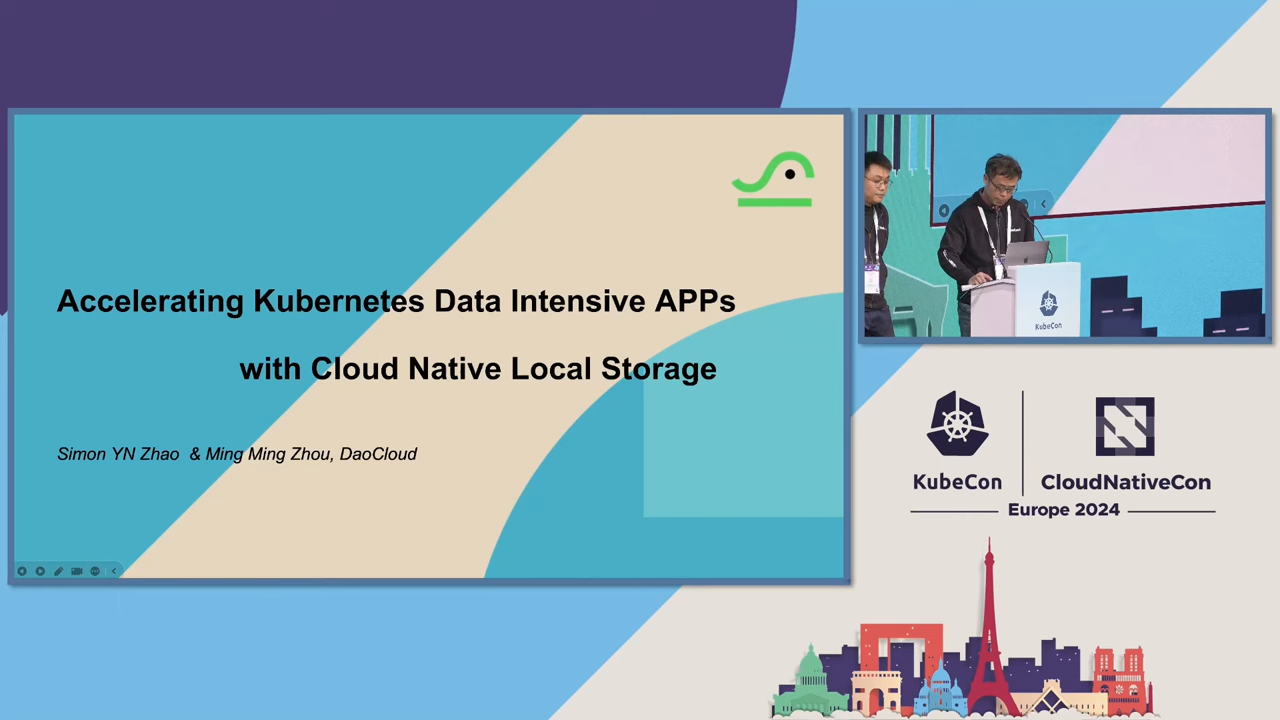 Accelerating Kubernetes Data Intensive APPs
with Cloud Native Local Storage
Simon YN Zhao & Ming Ming Zhou, DaoCloud
KubeCon
KubeCon
CloudNativeCon
Europe 2024